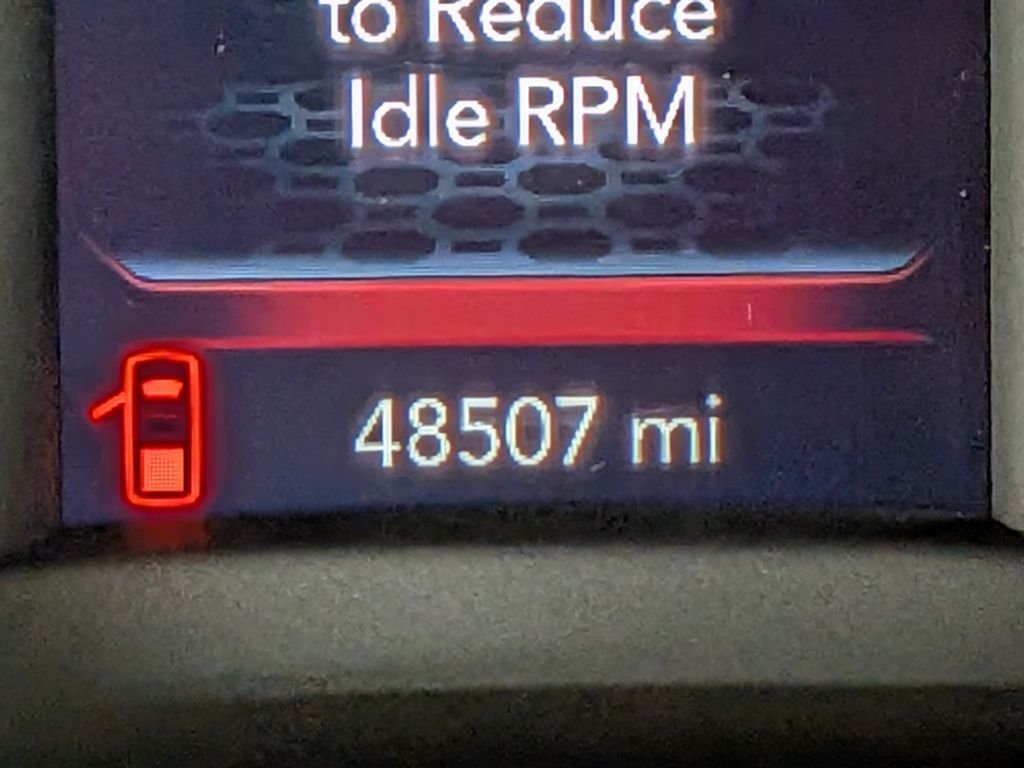 to Reduce
Idle RPM
48507 mi